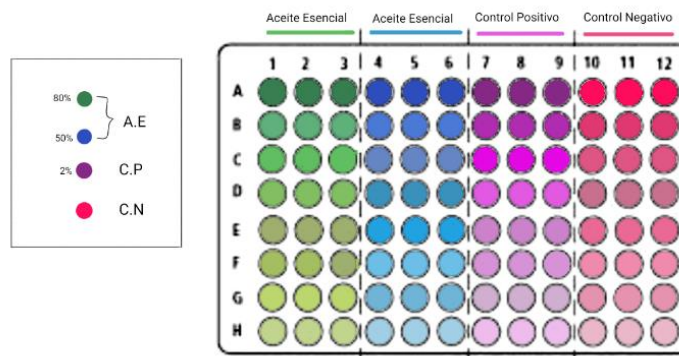 Aceite Esencial Aceite Esencial Control Positivo Control Negativo
1 2 3 4 5 6 7 8 9 10 11 12
A
B
C
D
E
F
G
H
80%
A.E
50%
2% C.P
C.N